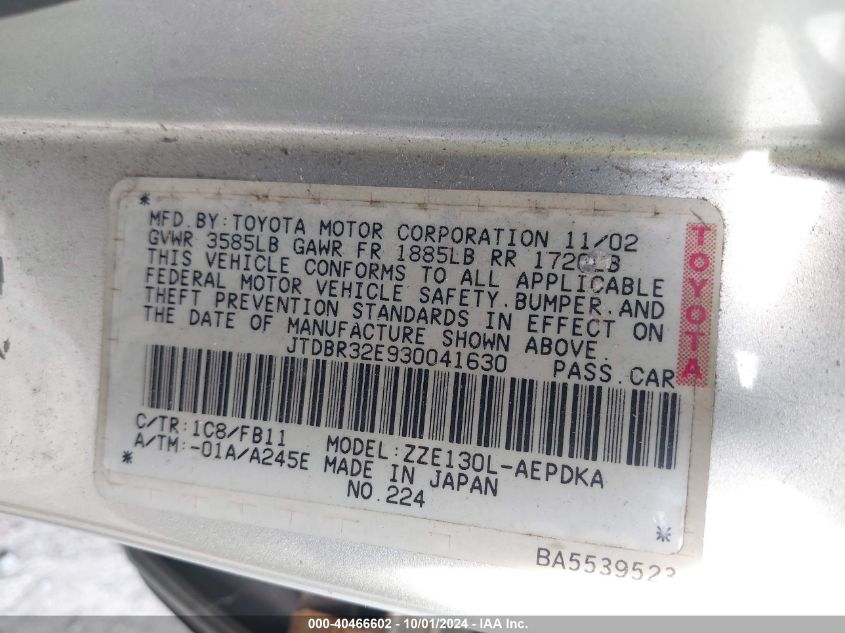 * MFD.BY:TOYOTA MOTOR CORPORATION 11/02
GVWR 3585LB GAWR FR 1885LB RR
THIS VEHICLE CONFORMS TO ALL APPLICABLE
FEDERAL MOTOR VEHICLE SAFETY.BUMPER.AND
THEFT PREVENTION STANDARDS IN EFFECT ON
THE DATE OF MANUFACTURE SHOWN ABOVE.
JTDBR32E930041630 PASS.CAR
TOYOTA
C/TR:1C8/FB11 MODEL:ZZE130L-AEPDKA
A/TM:-01A/A245E MADE IN JAPAN
* NO.224 *
000-40466602 - 10/01/2024 - © IAA Inc.